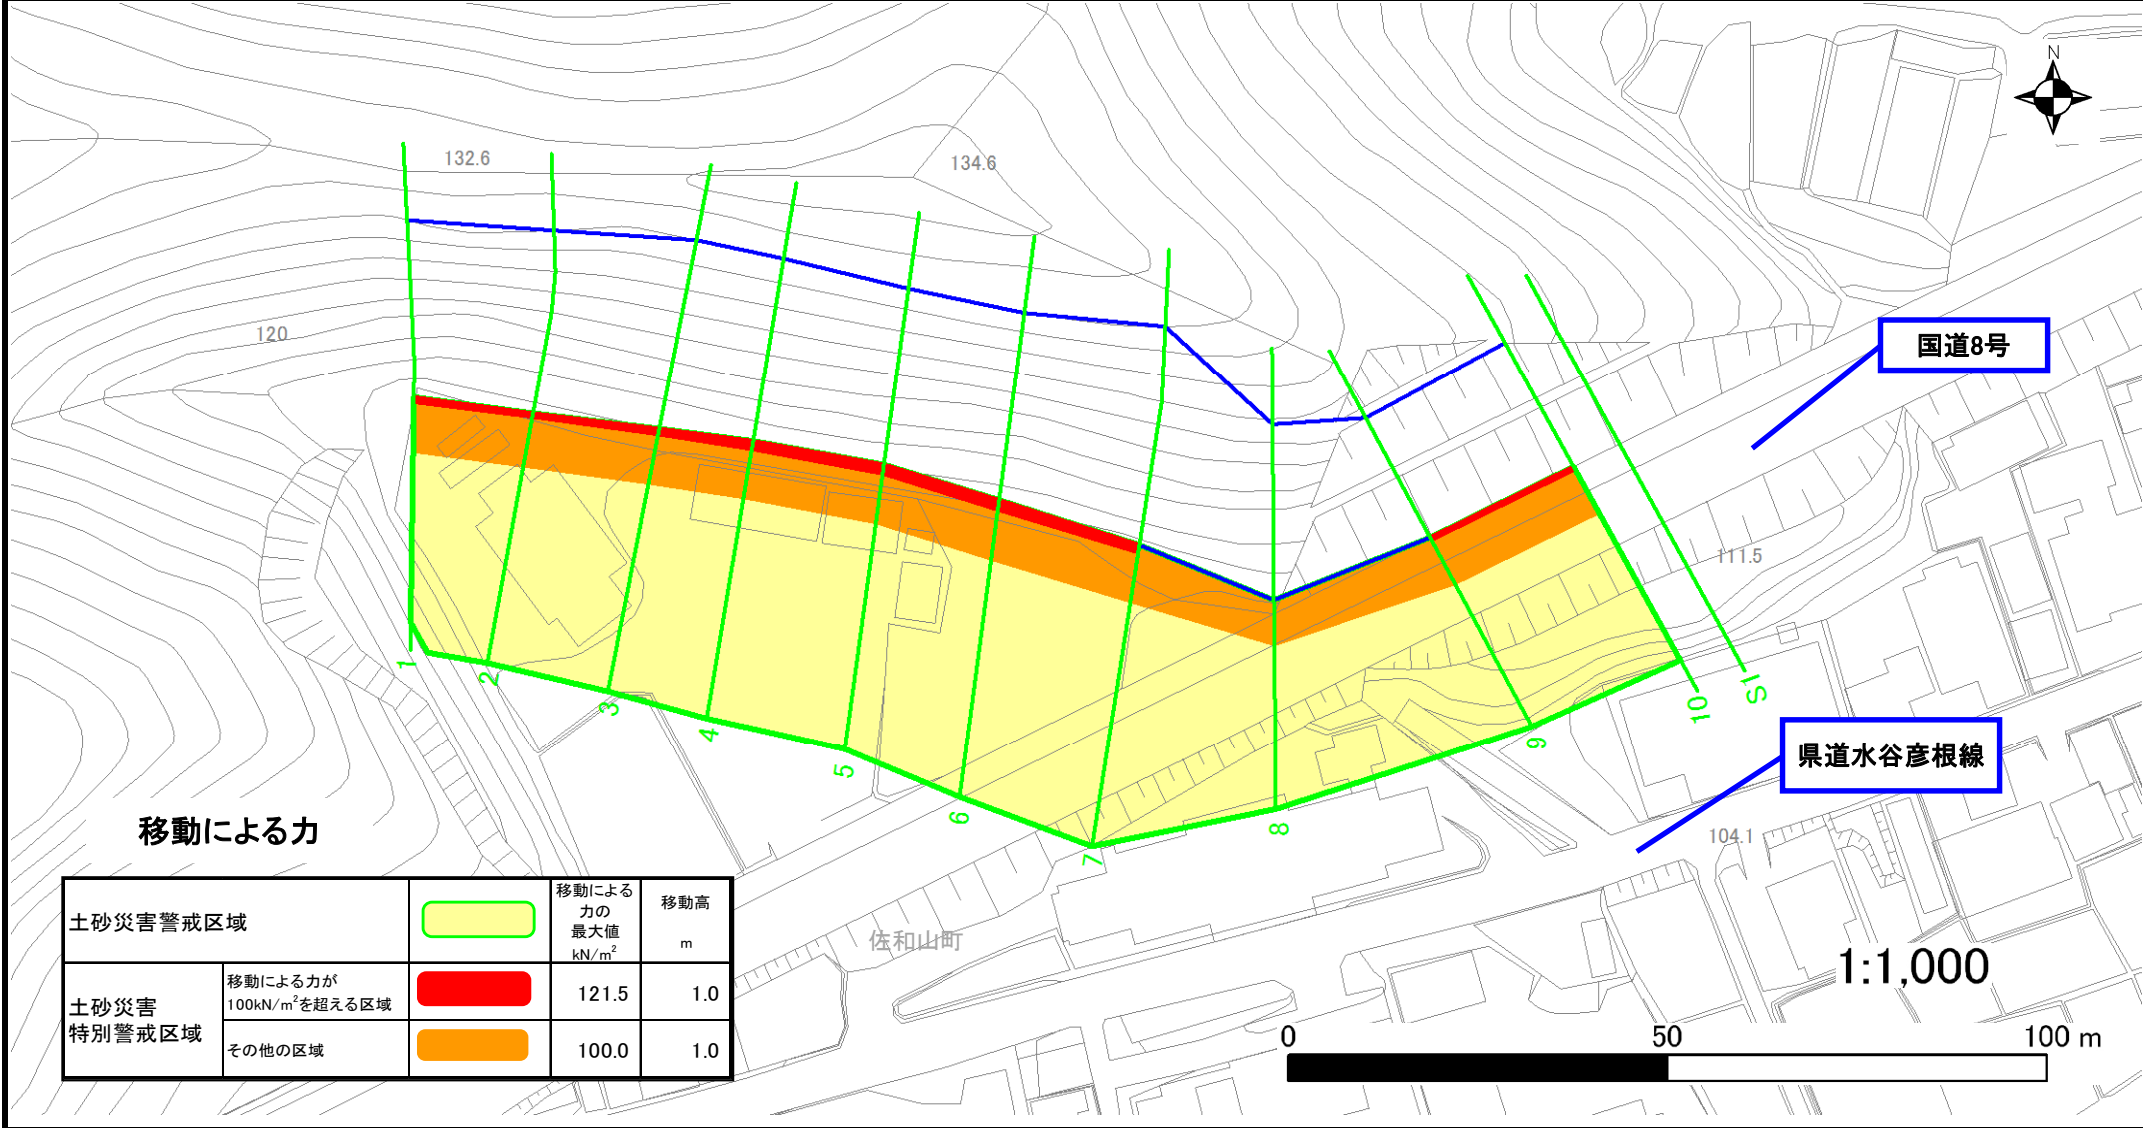 N
132.6
134.6
120
国道8号
111.5
1
2
3
4
5
6
7
8
9
10
S1
県道水谷彦根線
104.1
佐和山町
移動による力
土砂災害警戒区域
移動による
力の
最大値
kN/m²
移動高
m
土砂災害
特別警戒区域
移動による力が
100kN/m²を超える区域
121.5
1.0
その他の区域
100.0
1.0
1:1,000
0
50
100 m